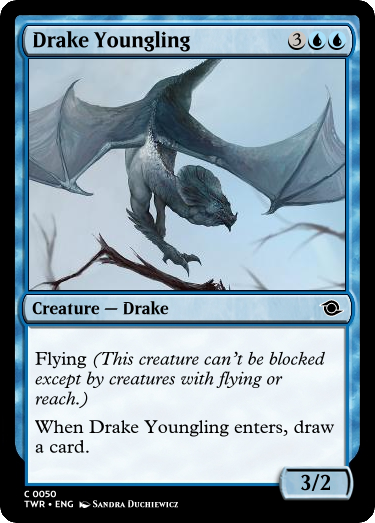 Drake Youngling 3
Creature — Drake
Flying (This creature can't be blocked
except by creatures with flying or
reach.)
When Drake Youngling enters, draw
a card.
3/2
C 0050
TWR • ENG Sandra Duchiewicz